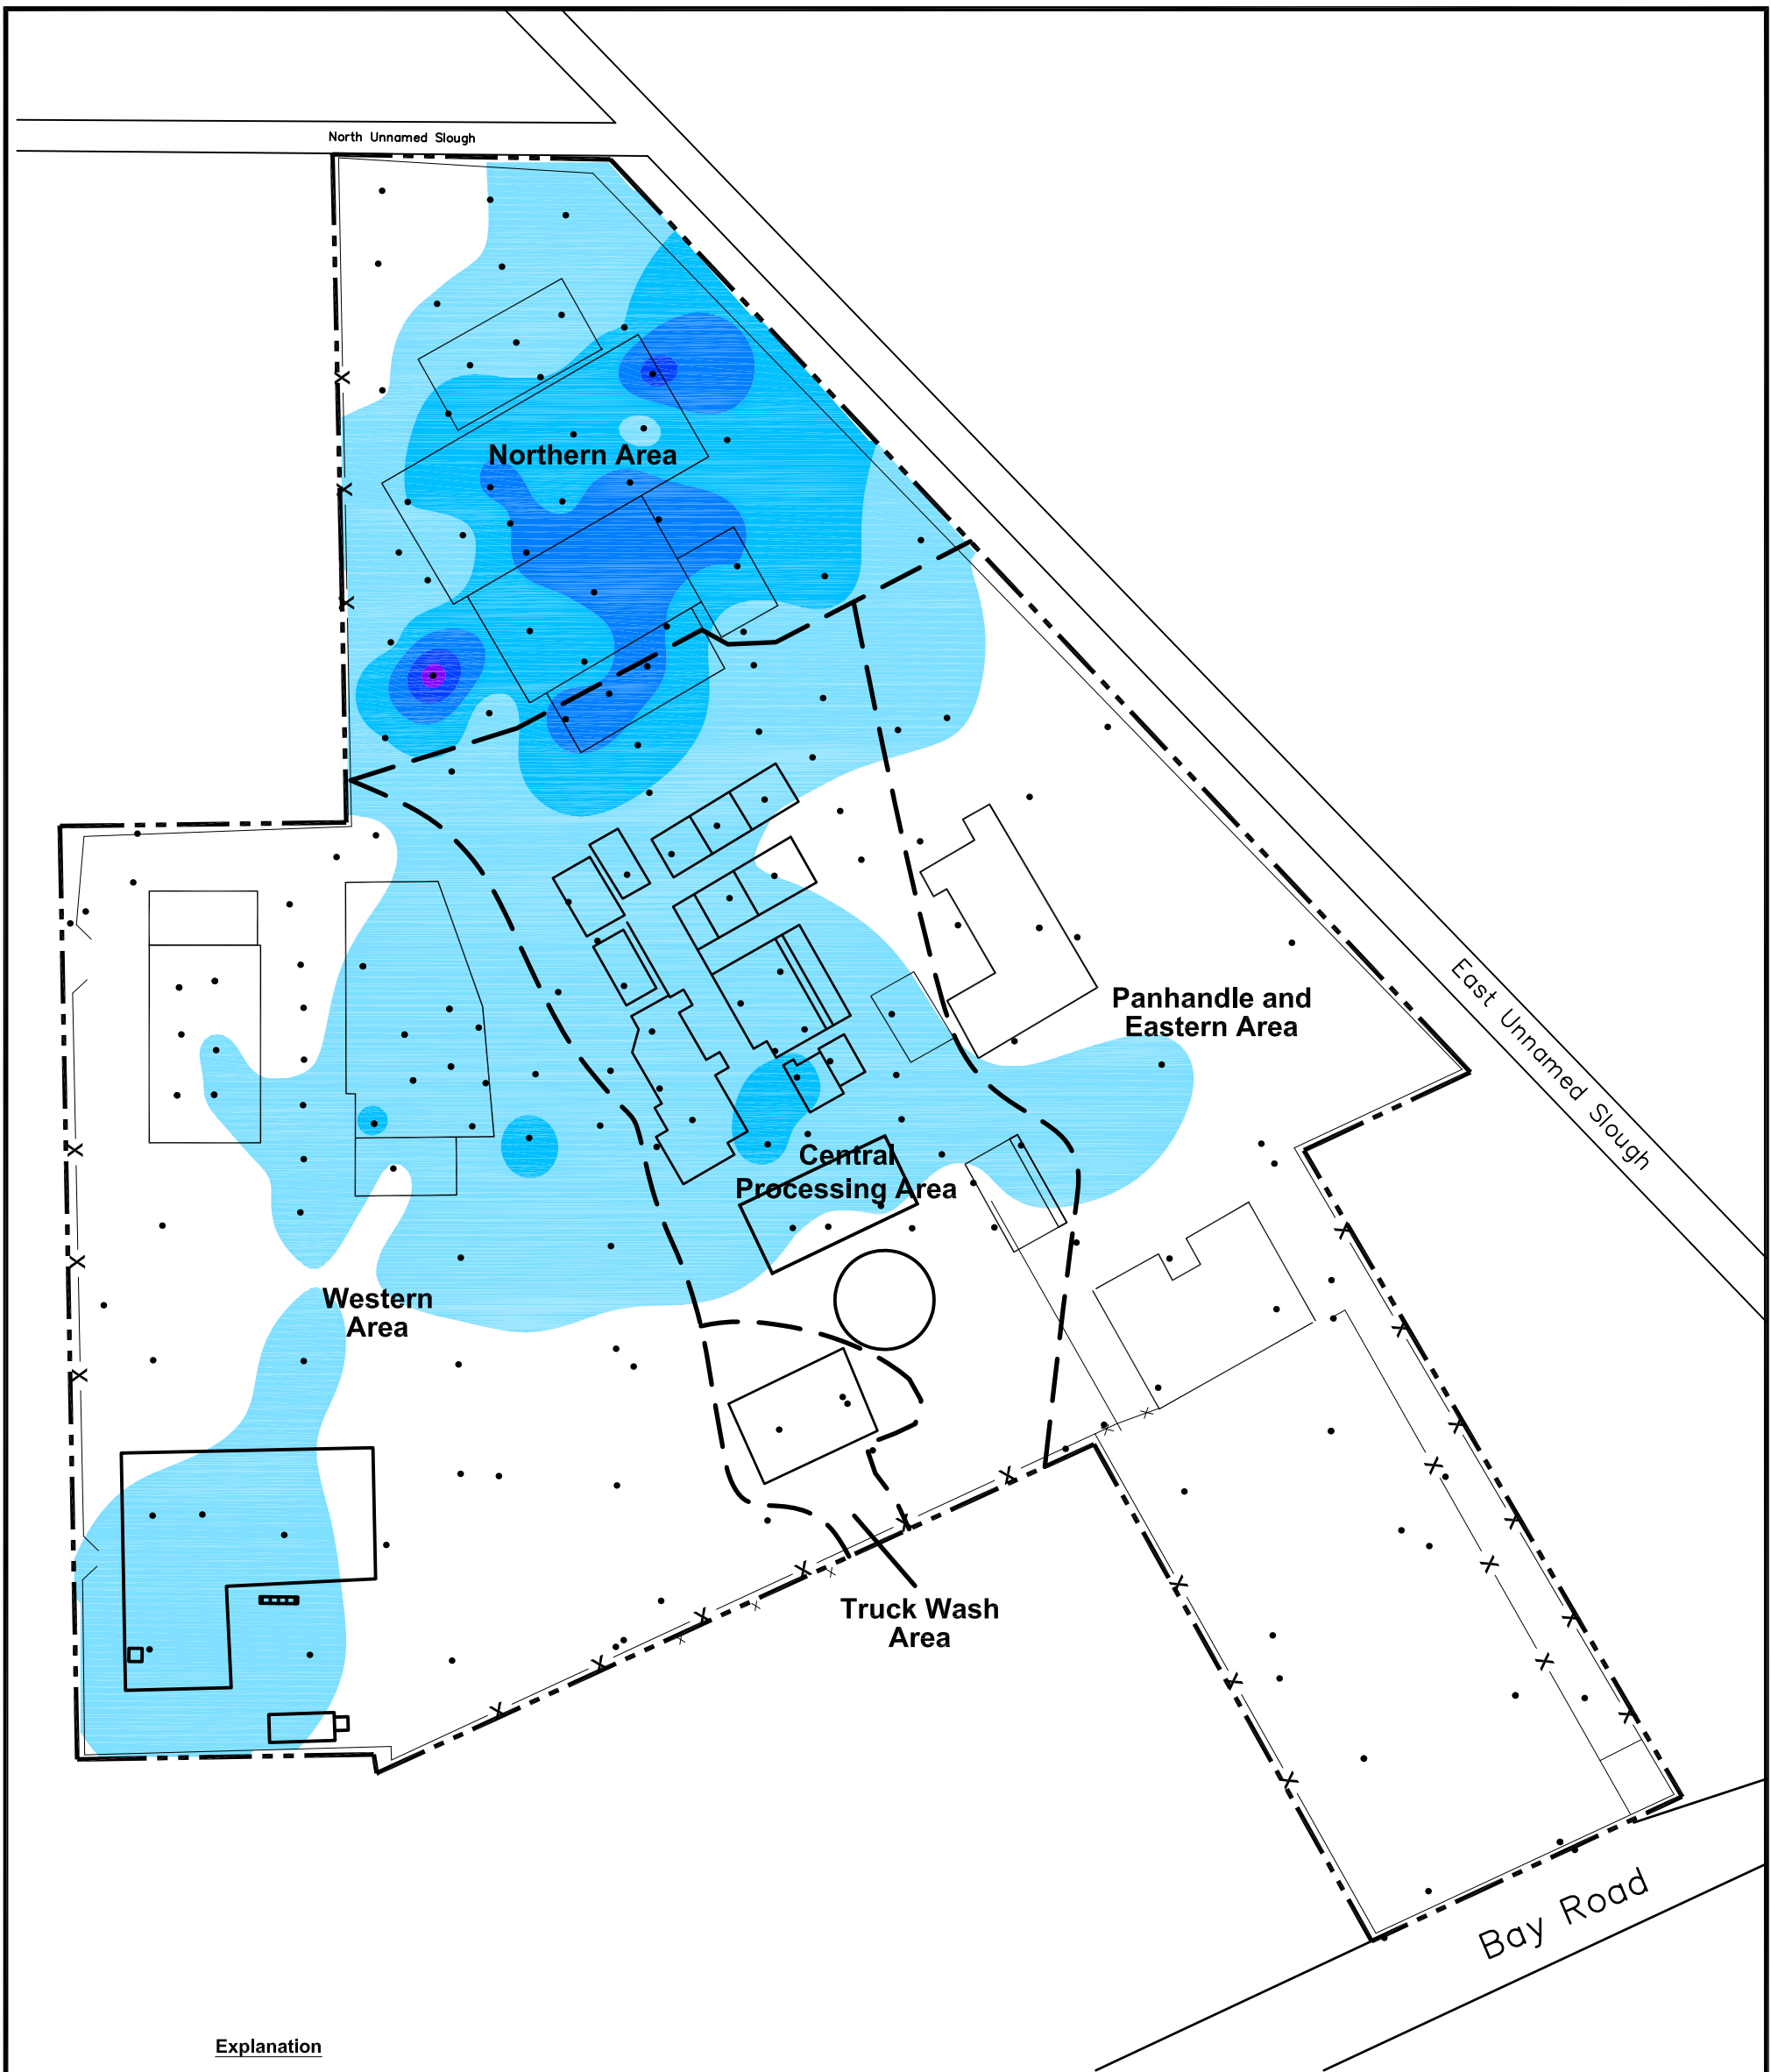 North Unnamed Slough
Northern Area
East Unnamed Slough
Panhandle and
Eastern Area
Central
Processing Area
Western
Area
Truck Wash
Area
Bay Road
Explanation